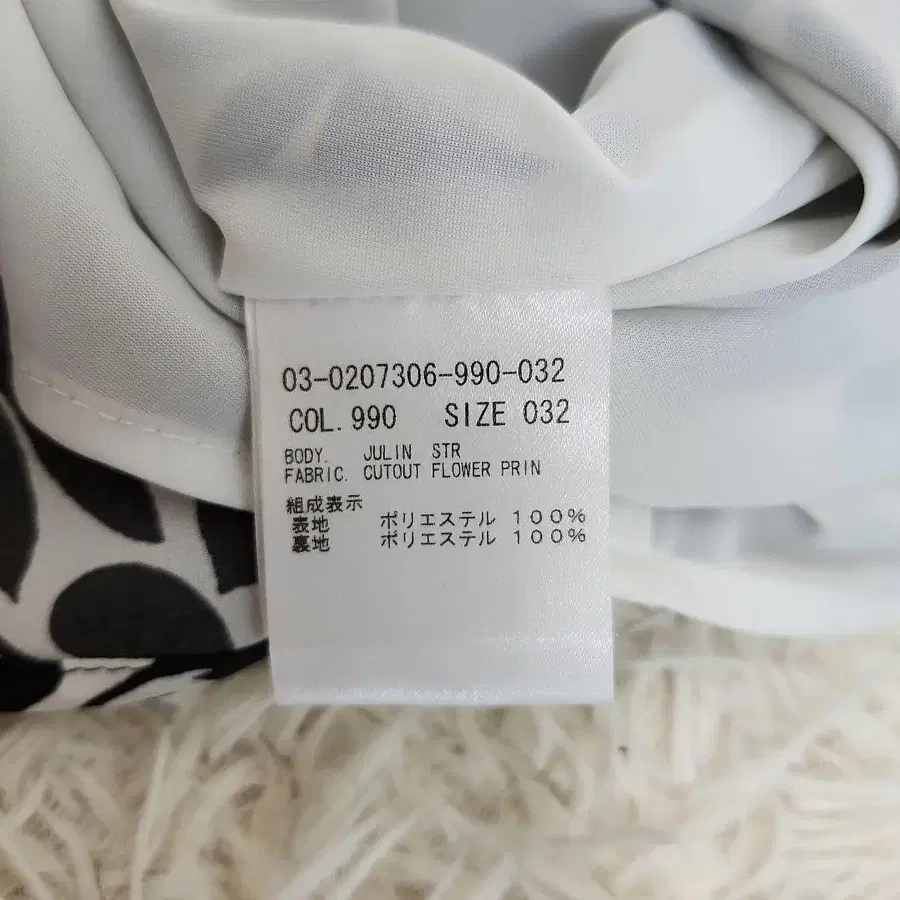 03-0207306-990-032
COL.990 SIZE 032
BODY. JULIN STR
FABRIC. CUTOUT FLOWER PRIN
組成表示
表地 ポリエステル 100%
裏地 ポリエステル 100%